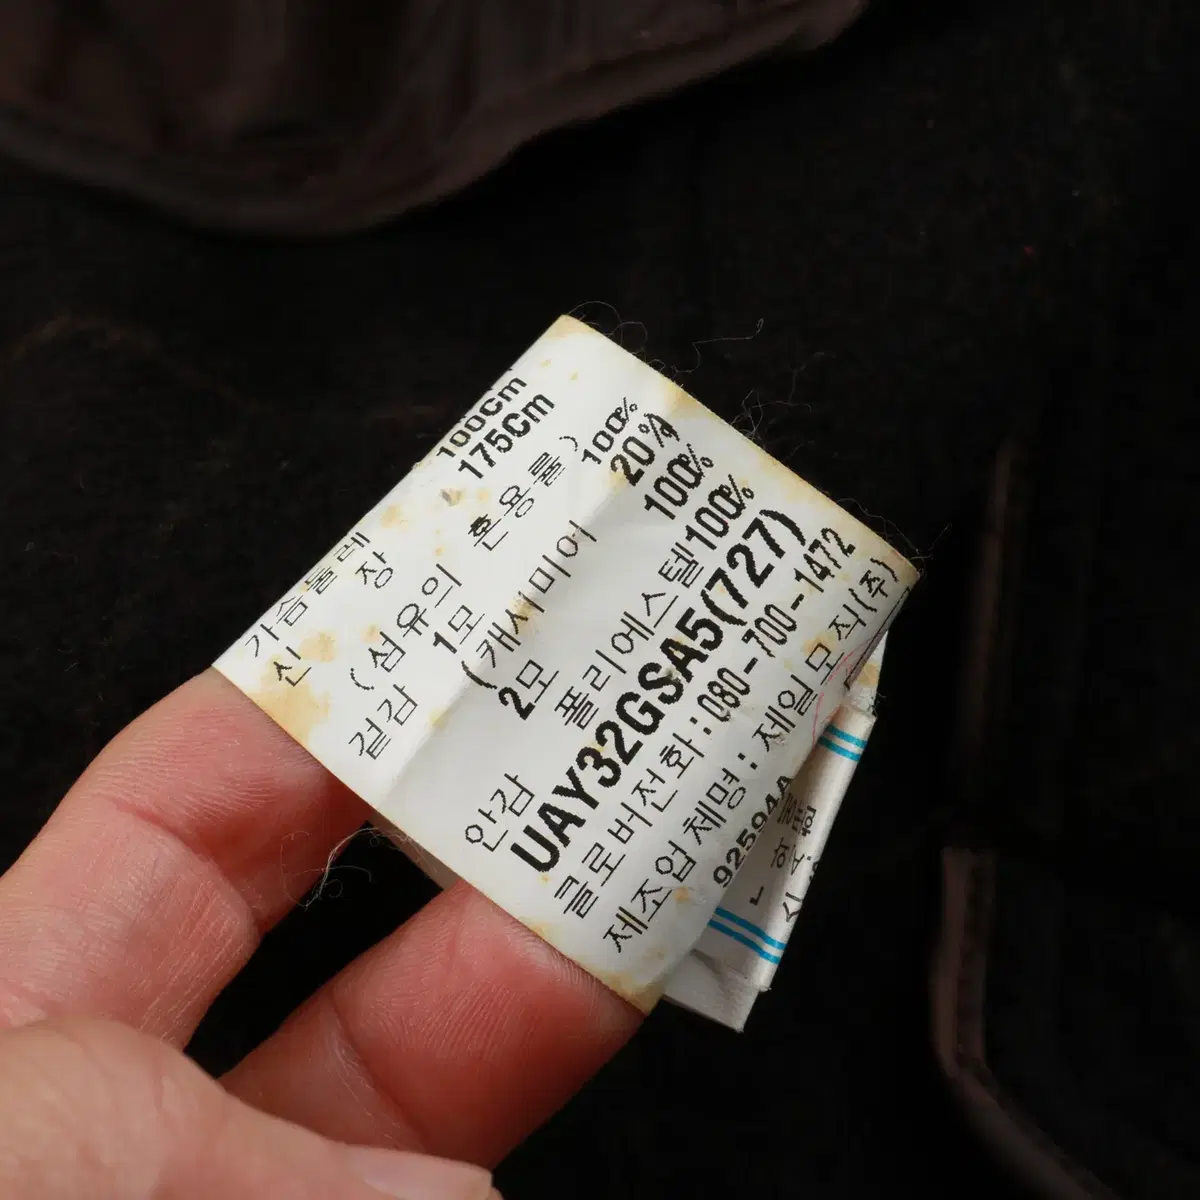 가슴둘레 100Cm
신 장 175Cm
(섬유의 혼용률)
겉감 1모 100%
(캐시미어 20%)
2모 100%
안감 폴리에스텔100%
UAY32GSA5(727)
클로버전화:080-700-1472
제조업체명:제일모직(주)
92594A